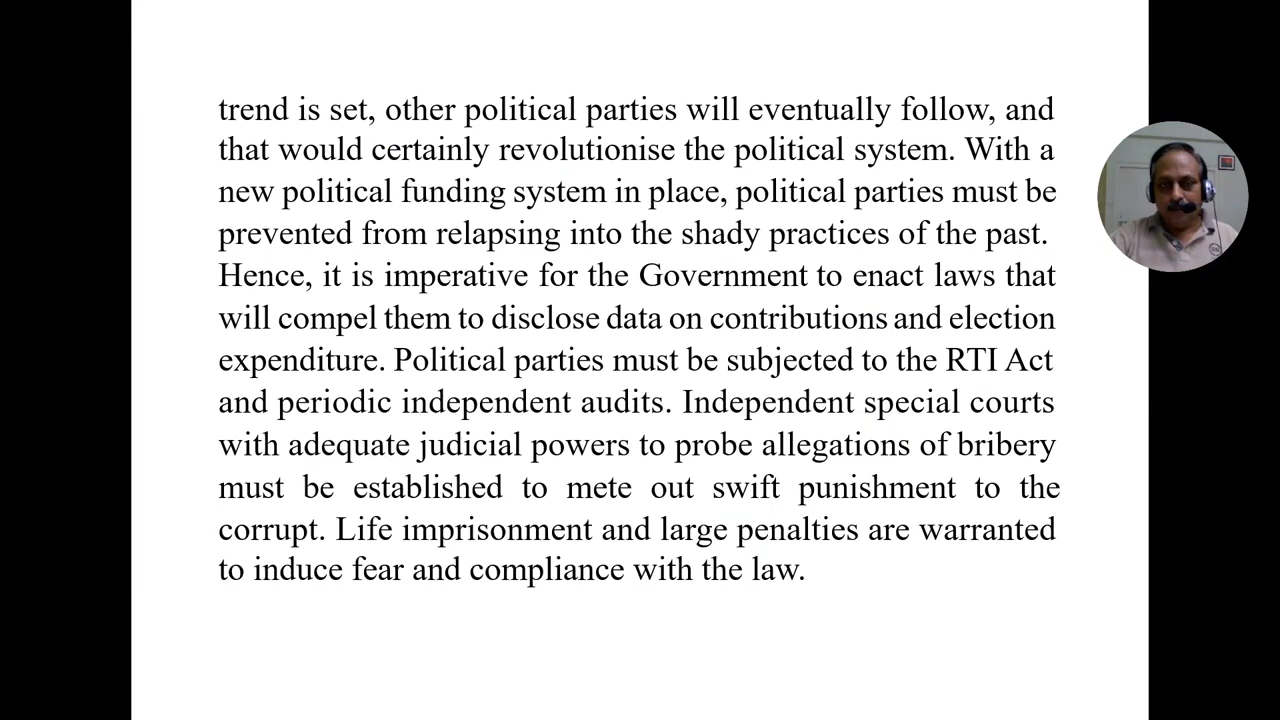 trend is set, other political parties will eventually follow, and
that would certainly revolutionise the political system. With a
new political funding system in place, political parties must be
prevented from relapsing into the shady practices of the past.
Hence, it is imperative for the Government to enact laws that
will compel them to disclose data on contributions and election
expenditure. Political parties must be subjected to the RTI Act
and periodic independent audits. Independent special courts
with adequate judicial powers to probe allegations of bribery
must be established to mete out swift punishment to the
corrupt. Life imprisonment and large penalties are warranted
to induce fear and compliance with the law.